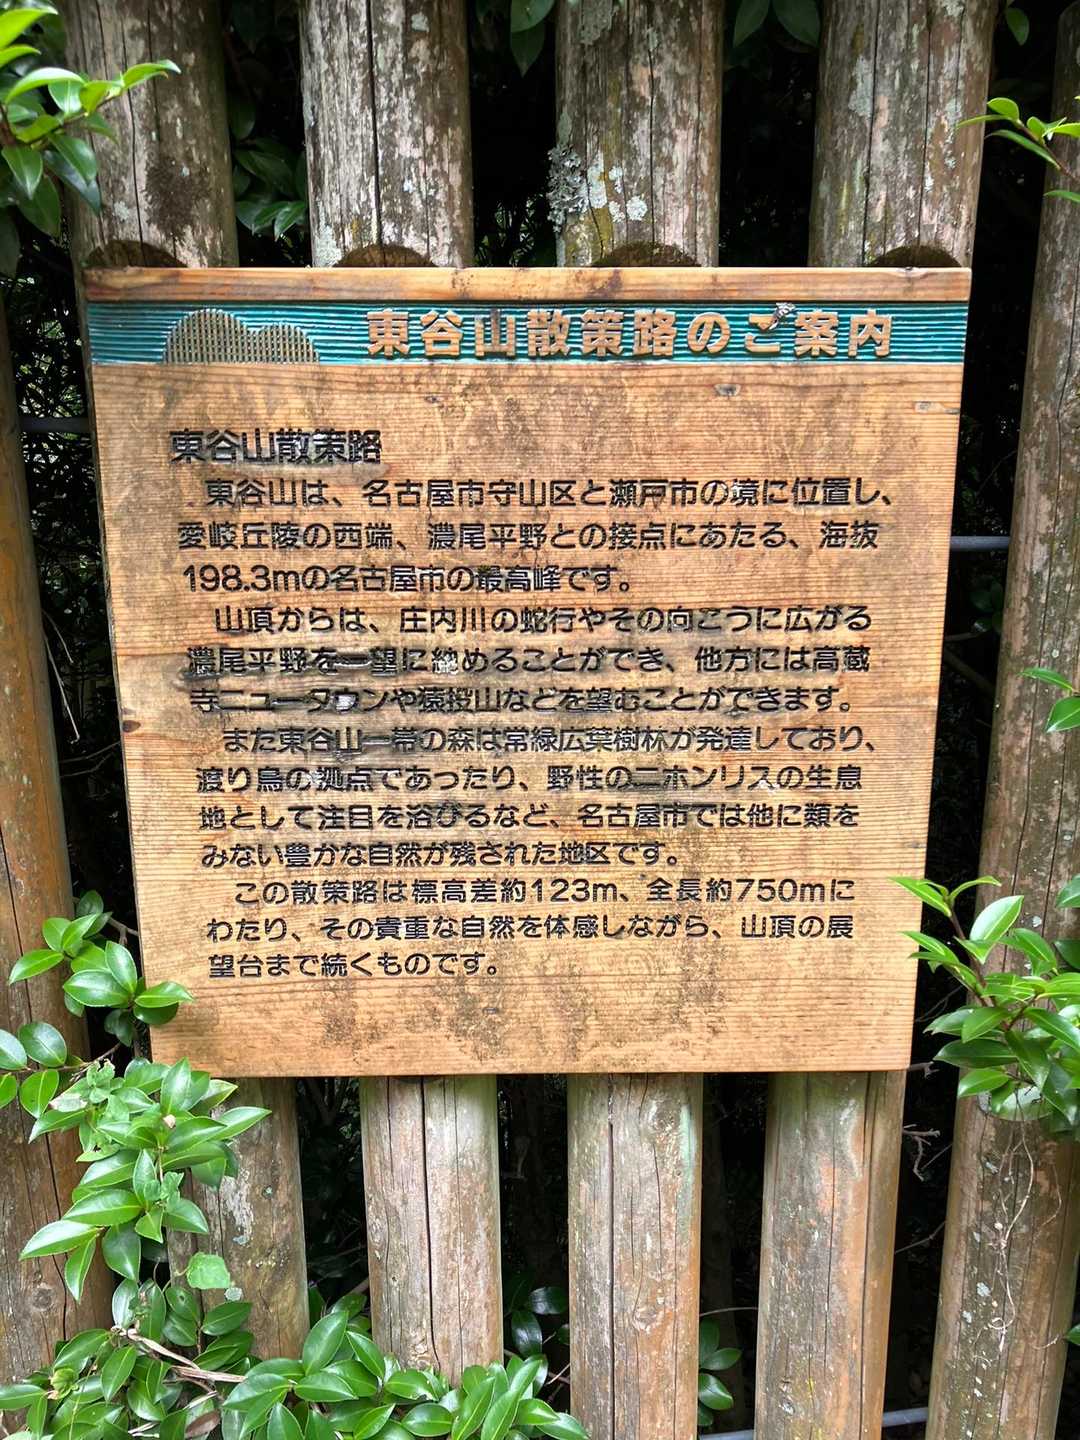 東谷山散策路のご案内
東谷山散策路
東谷山は、名古屋市守山区と瀬戸市の境に位置し、
愛岐丘陵の西端、濃尾平野との接点にあたる、海抜
198.3mの名古屋市の最高峰です。
山頂からは、庄内川の蛇行やその向こうに広がる
濃尾平野を一望に納めることができ、他方には高蔵
寺ニュータウンや猿投山などを望むことができます。
また東谷山一帯の森は常緑広葉樹林が発達しており、
渡り鳥の拠点であったり、野性のニホンリスの生息
地として注目を浴びるなど、名古屋市では他に類を
みない豊かな自然が残された地区です。
この散策路は標高差約123m、全長約750mに
わたり、その貴重な自然を体感しながら、山頂の展
望台まで続くものです。